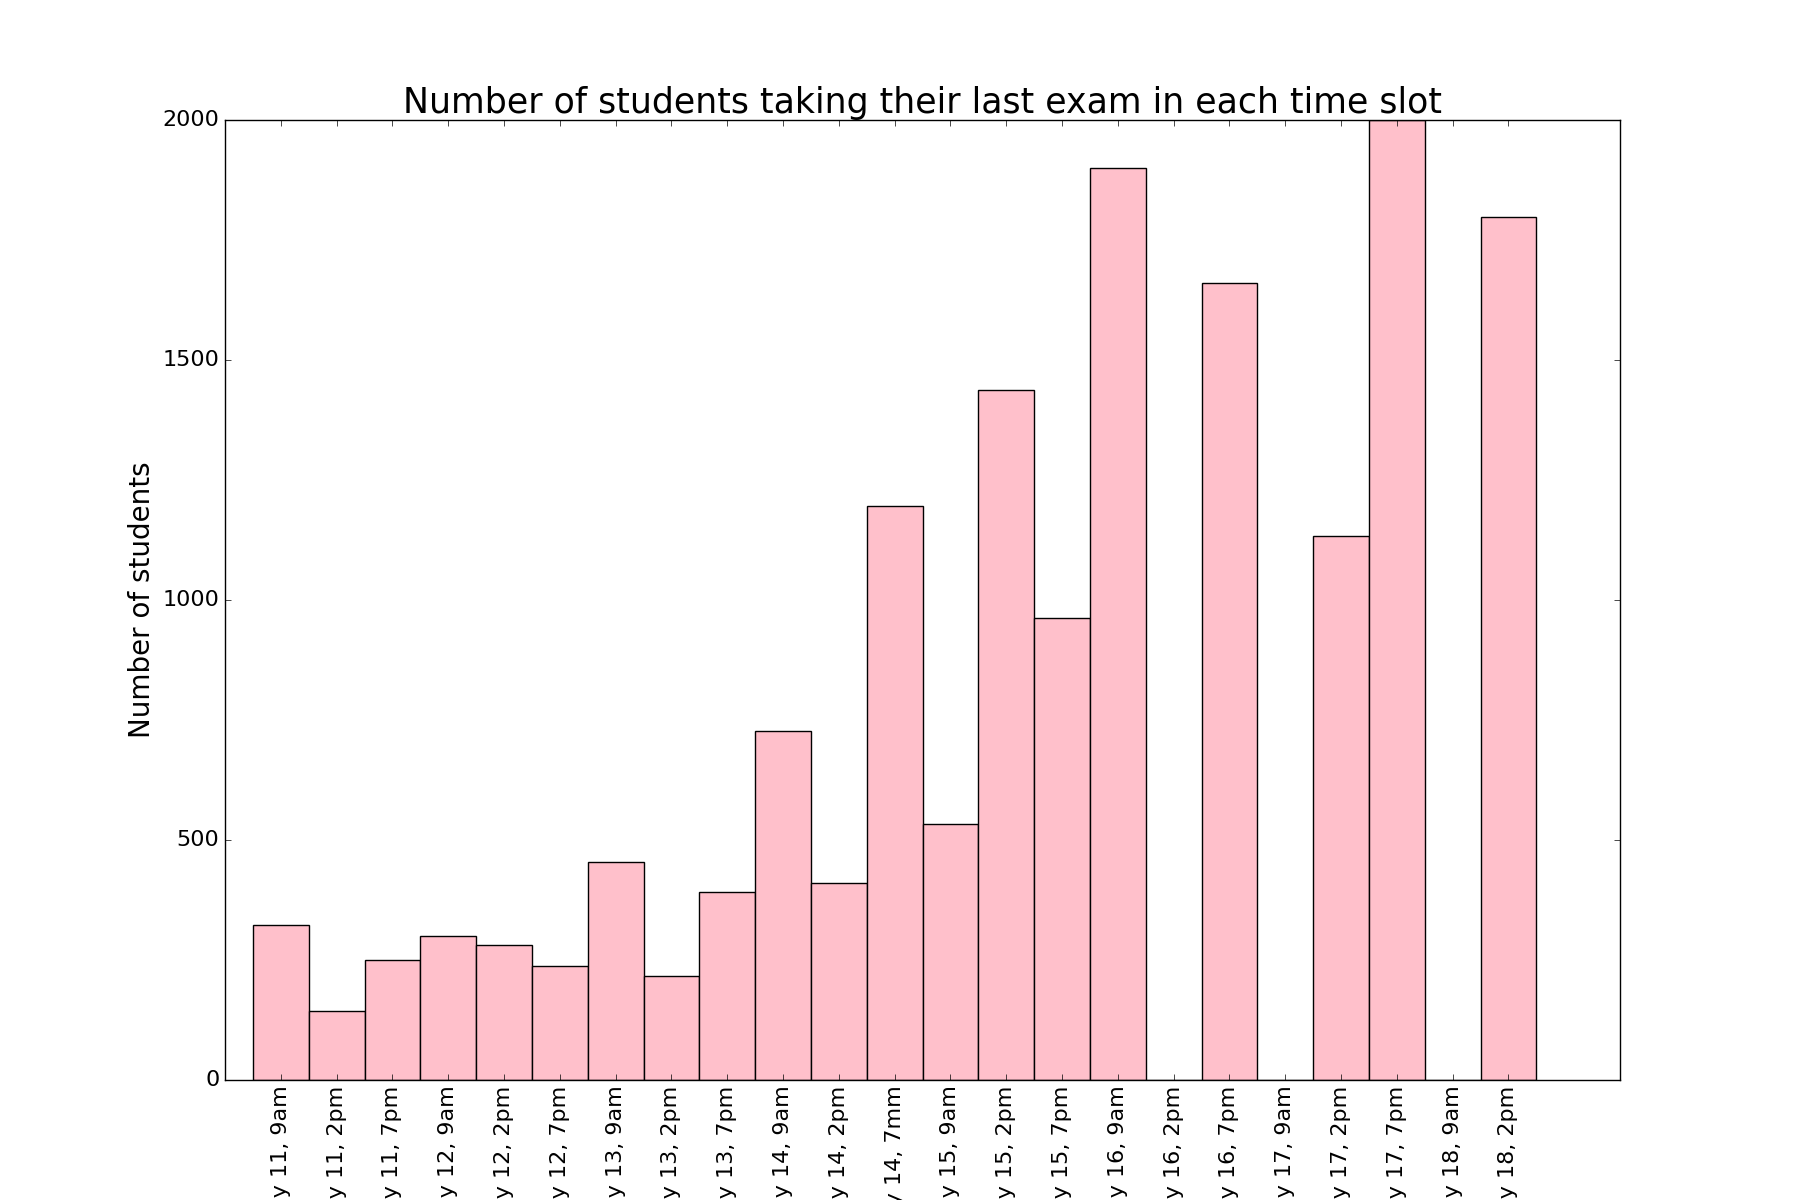 Number of students taking their last exam in each time slot
Number of students
2000
1500
1000
500
0
y 11, 9am
y 11, 2pm
y 11, 7pm
y 12, 9am
y 12, 2pm
y 12, 7pm
y 13, 9am
y 13, 2pm
y 13, 7pm
y 14, 9am
y 14, 2pm
y 14, 7mm
y 15, 9am
y 15, 2pm
y 15, 7pm
y 16, 9am
y 16, 2pm
y 16, 7pm
y 17, 9am
y 17, 2pm
y 17, 7pm
y 18, 9am
y 18, 2pm